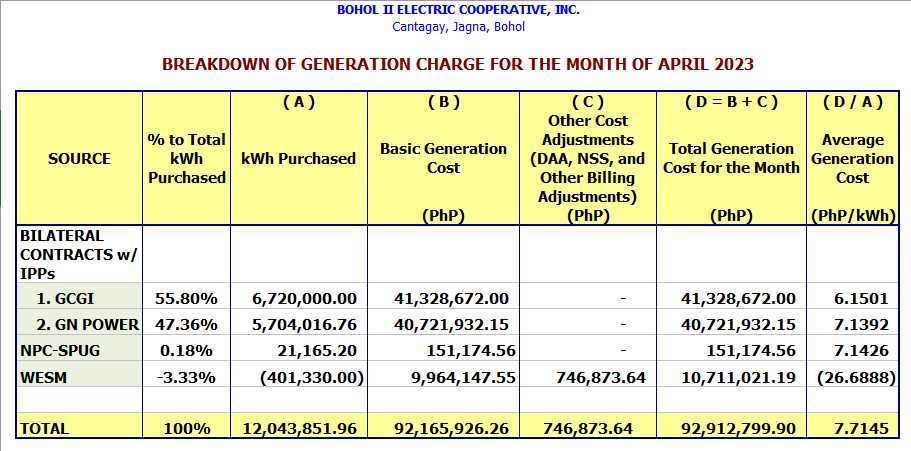 BOHOL II ELECTRIC COOPERATIVE, INC.
Cantagay, Jagna, Bohol
BREAKDOWN OF GENERATION CHARGE FOR THE MONTH OF APRIL 2023
SOURCE
% to Total
kWh
Purchased
( A )
kWh Purchased
( B )
Basic Generation
Cost
(PhP)
( C )
Other Cost
Adjustments
(DAA, NSS, and
Other Billing
Adjustments)
(PhP)
( D = B + C )
Total Generation
Cost for the Month
(PhP)
( D / A )
Average
Generation
Cost
(PhP/kWh)
BILATERAL
CONTRACTS w/
IPPs
1. GCGI 55.80% 6,720,000.00 41,328,672.00 - 41,328,672.00 6.1501
2. GN POWER 47.36% 5,704,016.76 40,721,932.15 - 40,721,932.15 7.1392
NPC-SPUG 0.18% 21,165.20 151,174.56 - 151,174.56 7.1426
WESM -3.33% (401,330.00) 9,964,147.55 746,873.64 10,711,021.19 (26.6888)
TOTAL 100% 12,043,851.96 92,165,926.26 746,873.64 92,912,799.90 7.7145